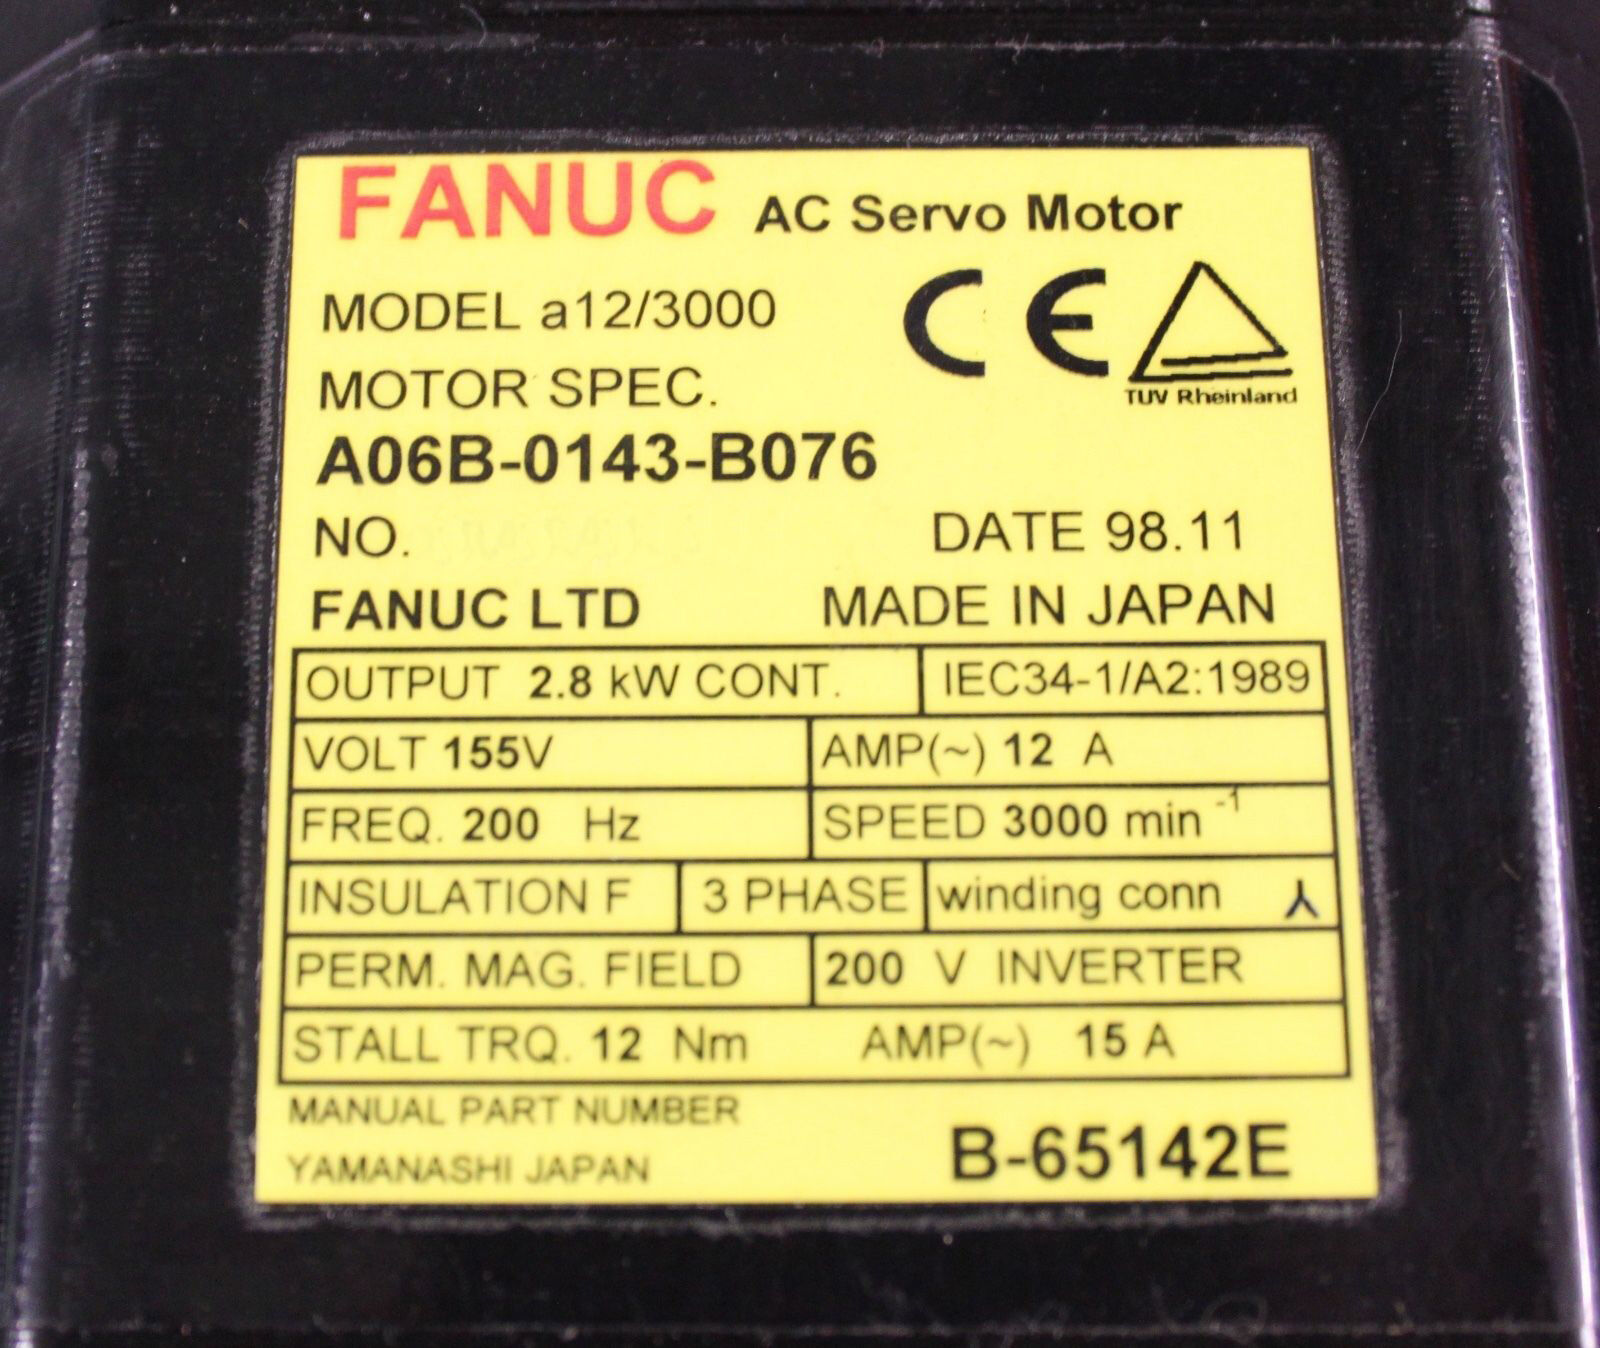 FANUC AC Servo Motor
MODEL a12/3000
CE
TUV Rheinland
MOTOR SPEC.
A06B-0143-B076
NO.
DATE 98.11
FANUC LTD
MADE IN JAPAN
OUTPUT 2.8 kW CONT.
IEC34-1/A2:1989
VOLT 155V
AMP(~) 12 A
FREQ. 200 Hz
SPEED 3000 min⁻¹
INSULATION F
3 PHASE
winding conn ⅄
PERM. MAG. FIELD
200 V INVERTER
STALL TRQ. 12 Nm AMP(~) 15 A
MANUAL PART NUMBER
YAMANASHI JAPAN
B-65142E